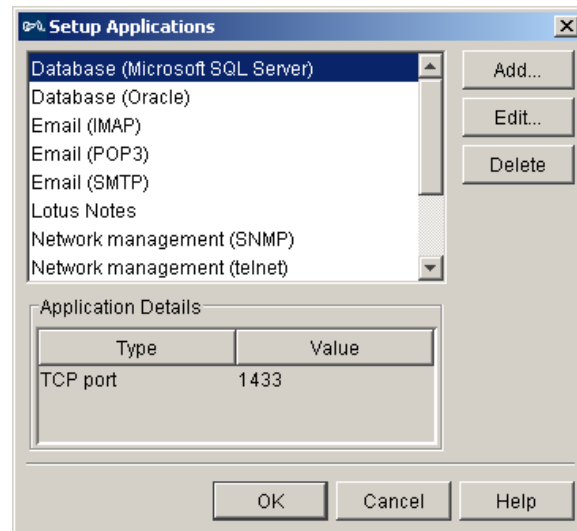 Setup Applications
Database (Microsoft SQL Server)
Add...
Database (Oracle)
Email (IMAP)
Edit...
Email (POP3)
Email (SMTP)
Delete
Lotus Notes
Network management (SNMP)
Network management (telnet)
Application Details
Type Value
TCP port 1433
OK Cancel Help